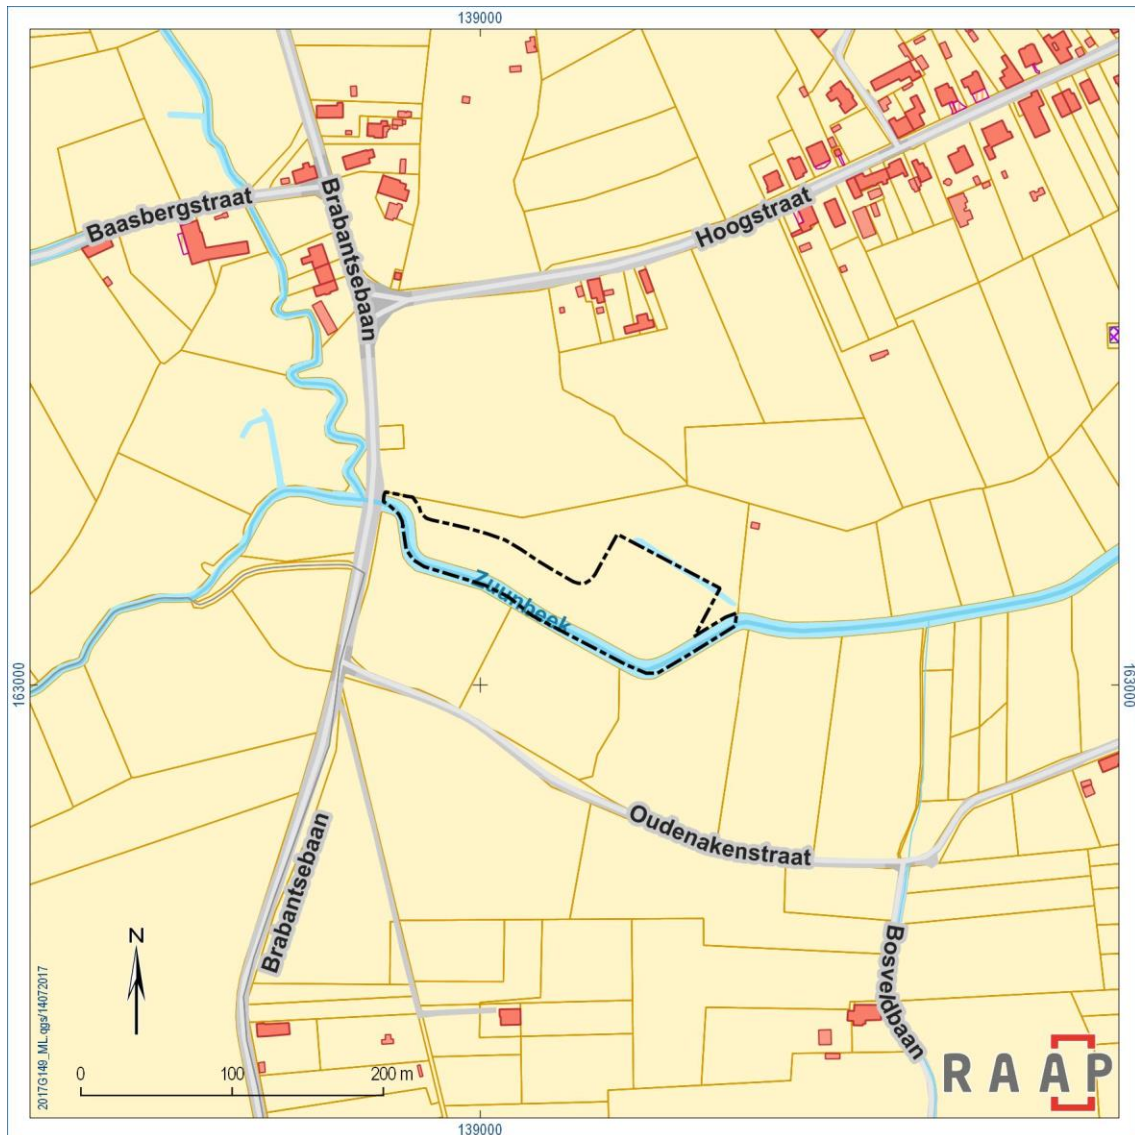 139000
Baasbergstraat
Brabantsebaan
Hoogstraat
Zuunbeek
163000
163000
Oudenakenstraat
Brabantsebaan
Bosveldbaan
N
2017G149_ML.qgs/14072017
0 100 200 m
RAAP
139000